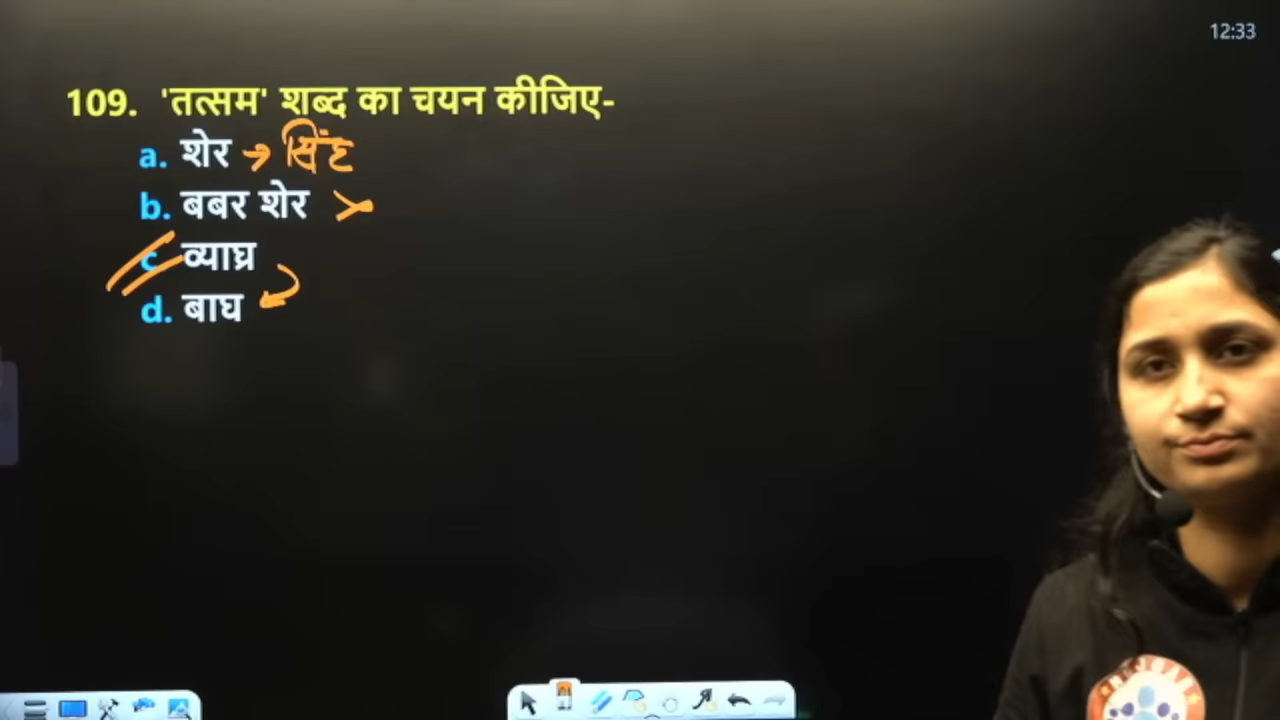 12:33
109. 'तत्सम' शब्द का चयन कीजिए-
a. शेर → सिंह
b. बबर शेर
c व्याघ्र
d. बाघ